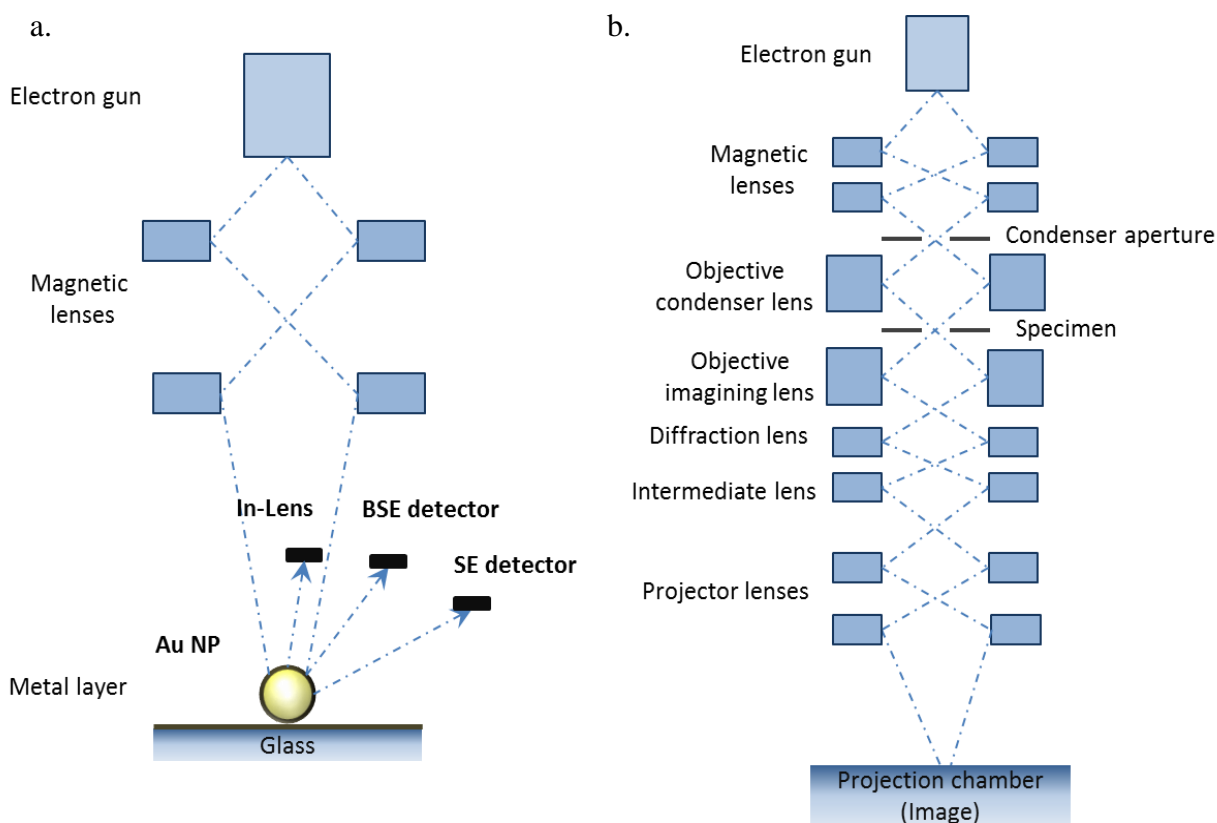 a.
Electron gun
Magnetic
lenses
In-Lens
BSE detector
SE detector
Au NP
Metal layer
Glass
b.
Electron gun
Magnetic
lenses
Condenser aperture
Objective
condenser lens
Specimen
Objective
imagining lens
Diffraction lens
Intermediate lens
Projector lenses
Projection chamber
(Image)